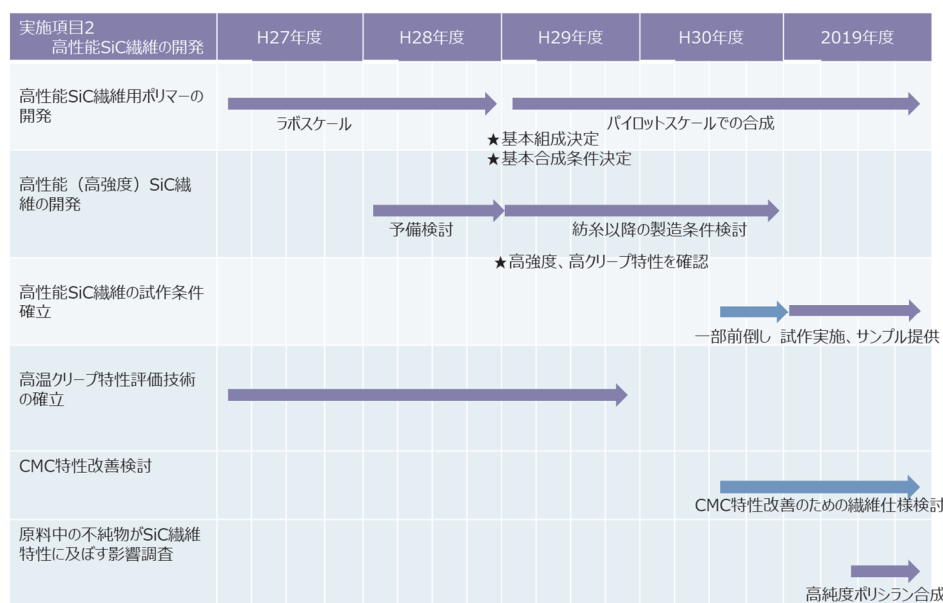 実施項目2
高性能SiC繊維の開発
H27年度
H28年度
H29年度
H30年度
2019年度
高性能SiC繊維用ポリマーの
開発
ラボスケール
パイロットスケールでの合成
★基本組成決定
★基本合成条件決定
高性能（高強度）SiC繊
維の開発
予備検討
紡糸以降の製造条件検討
★高強度、高クリープ特性を確認
高性能SiC繊維の試作条件
確立
一部前倒し
試作実施、サンプル提供
高温クリープ特性評価技術
の確立
CMC特性改善検討
CMC特性改善のための繊維仕様検討
原料中の不純物がSiC繊維
特性に及ぼす影響調査
高純度ポリシラン合成